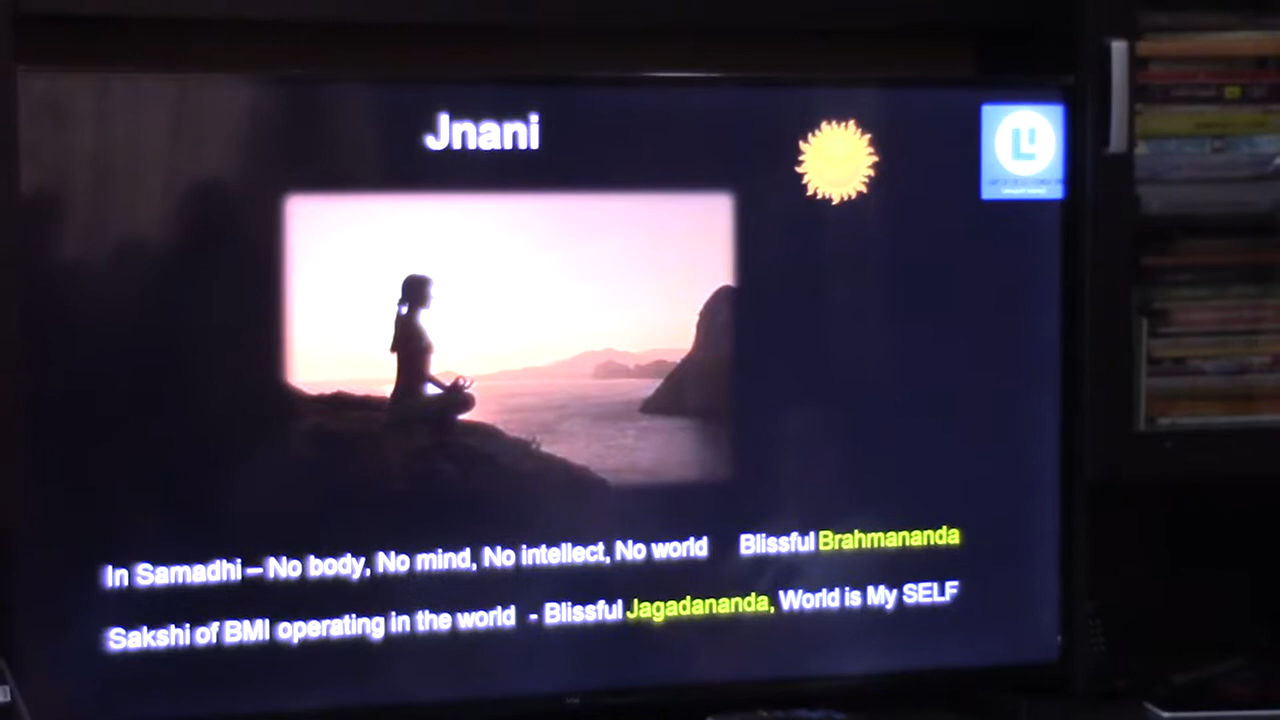 Jnani
LI
In Samadhi – No body, No mind, No intellect, No world Blissful Brahmananda
Sakshi of BMI operating in the world - Blissful Jagadananda, World is My SELF